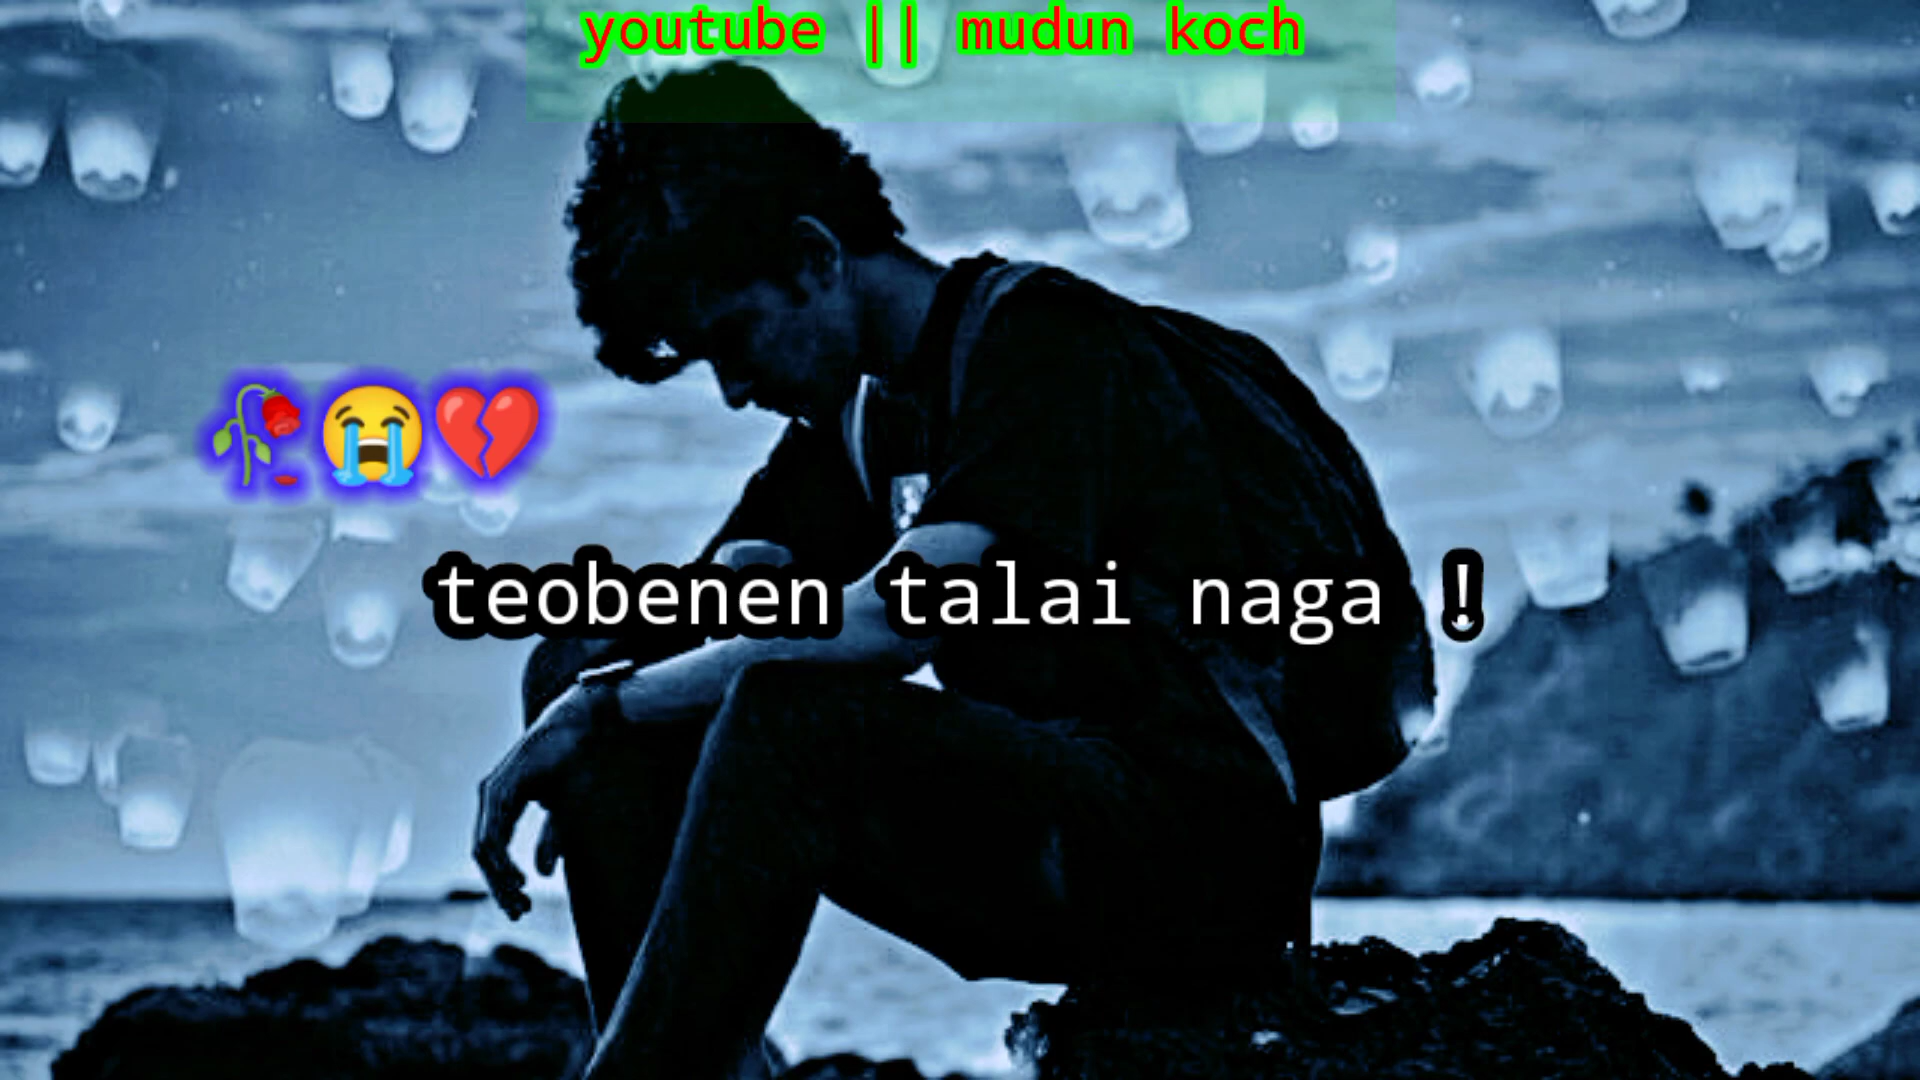 youtube || mudun koch
🥀😭💔
teobenen talai naga !